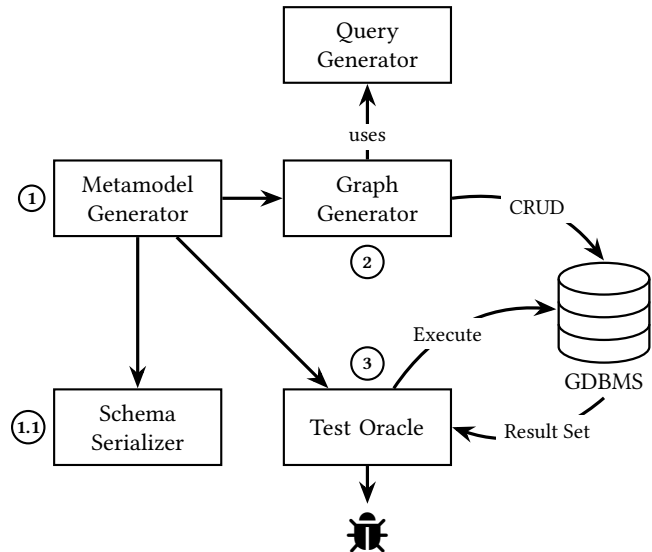 Query
Generator
uses
1
Metamodel
Generator
Graph
Generator
CRUD
2
3
Execute
GDBMS
1.1
Schema
Serializer
Test Oracle
Result Set